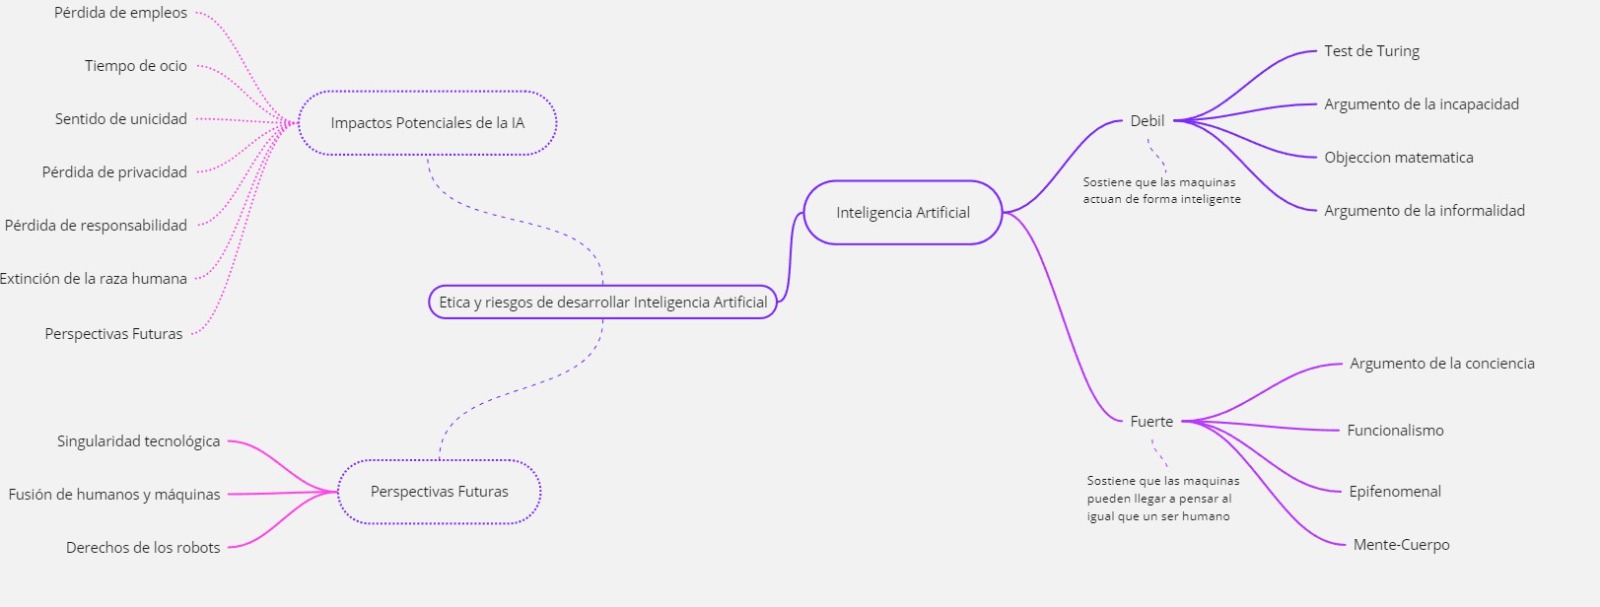 Pérdida de empleos
Tiempo de ocio
Sentido de unicidad
Pérdida de privacidad
Pérdida de responsabilidad
Extinción de la raza humana
Perspectivas Futuras
Impactos Potenciales de la IA
Etica y riesgos de desarrollar Inteligencia Artificial
Singularidad tecnológica
Fusión de humanos y máquinas
Derechos de los robots
Perspectivas Futuras
Inteligencia Artificial
Debil
Sostiene que las maquinas
actuan de forma inteligente
Test de Turing
Argumento de la incapacidad
Objeccion matematica
Argumento de la informalidad
Fuerte
Sostiene que las maquinas
pueden llegar a pensar al
igual que un ser humano
Argumento de la conciencia
Funcionalismo
Epifenomenal
Mente-Cuerpo